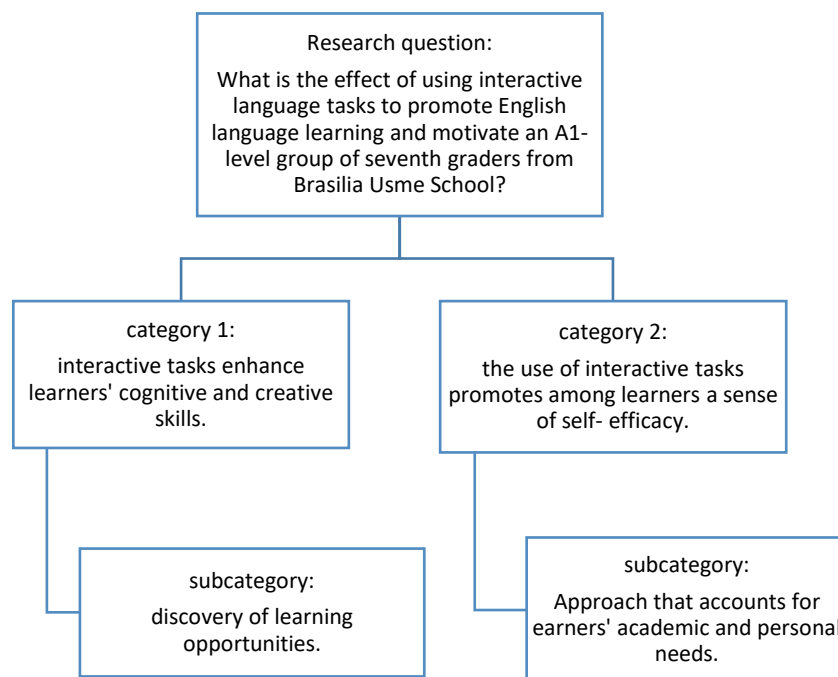 Research question:
What is the effect of using interactive
language tasks to promote English
language learning and motivate an A1-
level group of seventh graders from
Brasilia Usme School?
category 1:
interactive tasks enhance
learners' cognitive and creative
skills.
category 2:
the use of interactive tasks
promotes among learners a sense
of self- efficacy.
subcategory:
discovery of learning
opportunities.
subcategory:
Approach that accounts for
earners' academic and personal
needs.